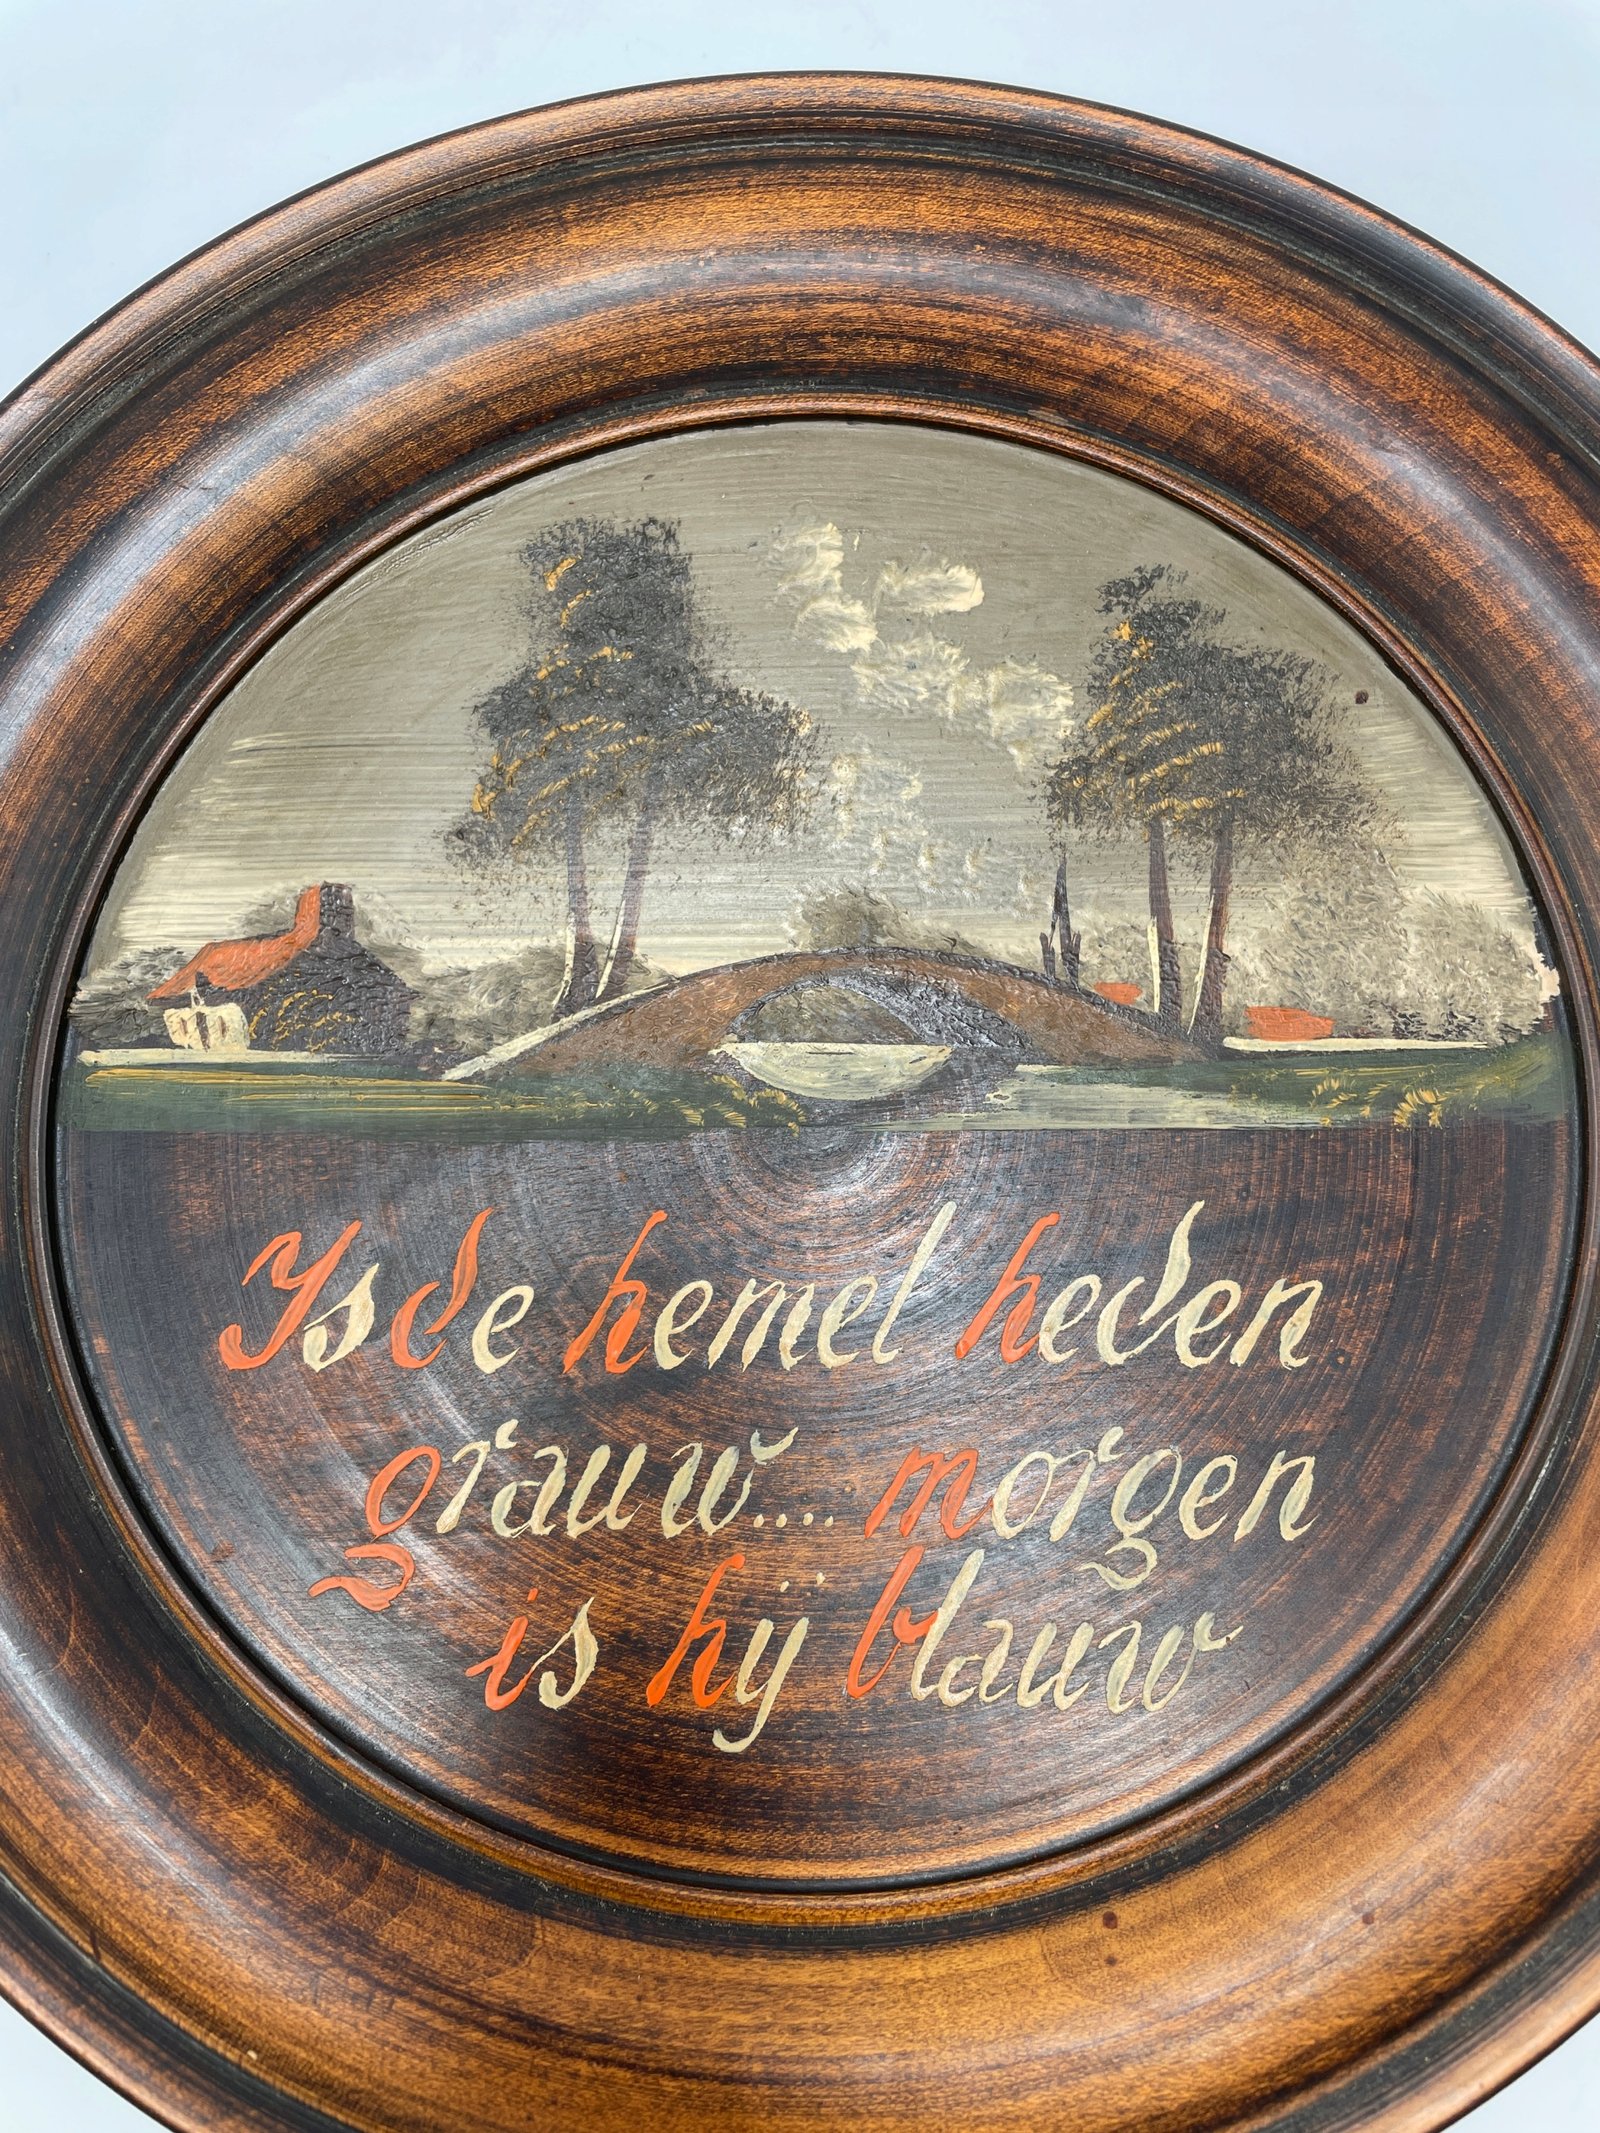 Is de hemel heden
grauw.... morgen
is hij blauw